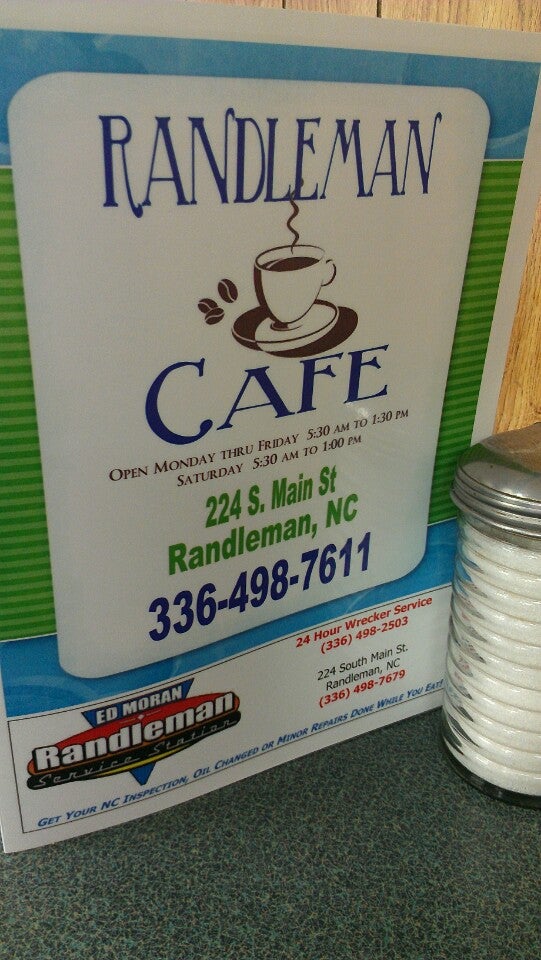 RANDLEMAN
CAFE
OPEN MONDAY THRU FRIDAY 5:30 AM TO 1:30 PM
SATURDAY 5:30 AM TO 1:00 PM
224 S. Main St
Randleman, NC
336-498-7611
24 Hour Wrecker Service
(336) 498-2503
224 South Main St.
Randleman, NC
(336) 498-7679
ED MORAN
Randleman
Service Station
GET YOUR NC INSPECTION, OIL CHANGED OR MINOR REPAIRS DONE WHILE YOU EAT!